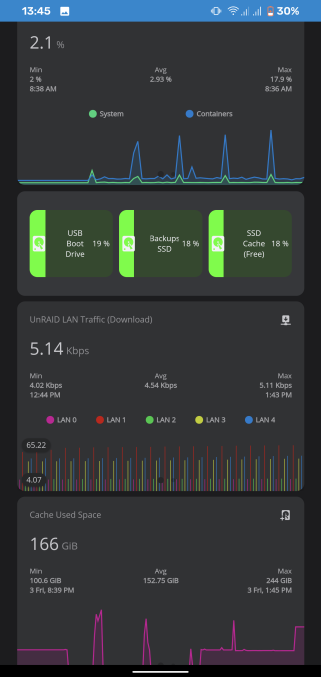 13:45 30%
2.1 %
Min Avg Max
2 % 2.93 % 17.9 %
8:38 AM 8:36 AM
System Containers
USB Boot Drive 19 %
Backups SSD 18 %
SSD Cache (Free) 18 %
UnRAID LAN Traffic (Download)
5.14 Kbps
Min Avg Max
4.02 Kbps 4.54 Kbps 5.11 Kbps
12:44 PM 1:43 PM
LAN 0 LAN 1 LAN 2 LAN 3 LAN 4
65.22
4.07
Cache Used Space
166 GiB
Min Avg Max
100.6 GiB 152.75 GiB 244 GiB
3 Fri, 8:39 PM 3 Fri, 1:45 PM